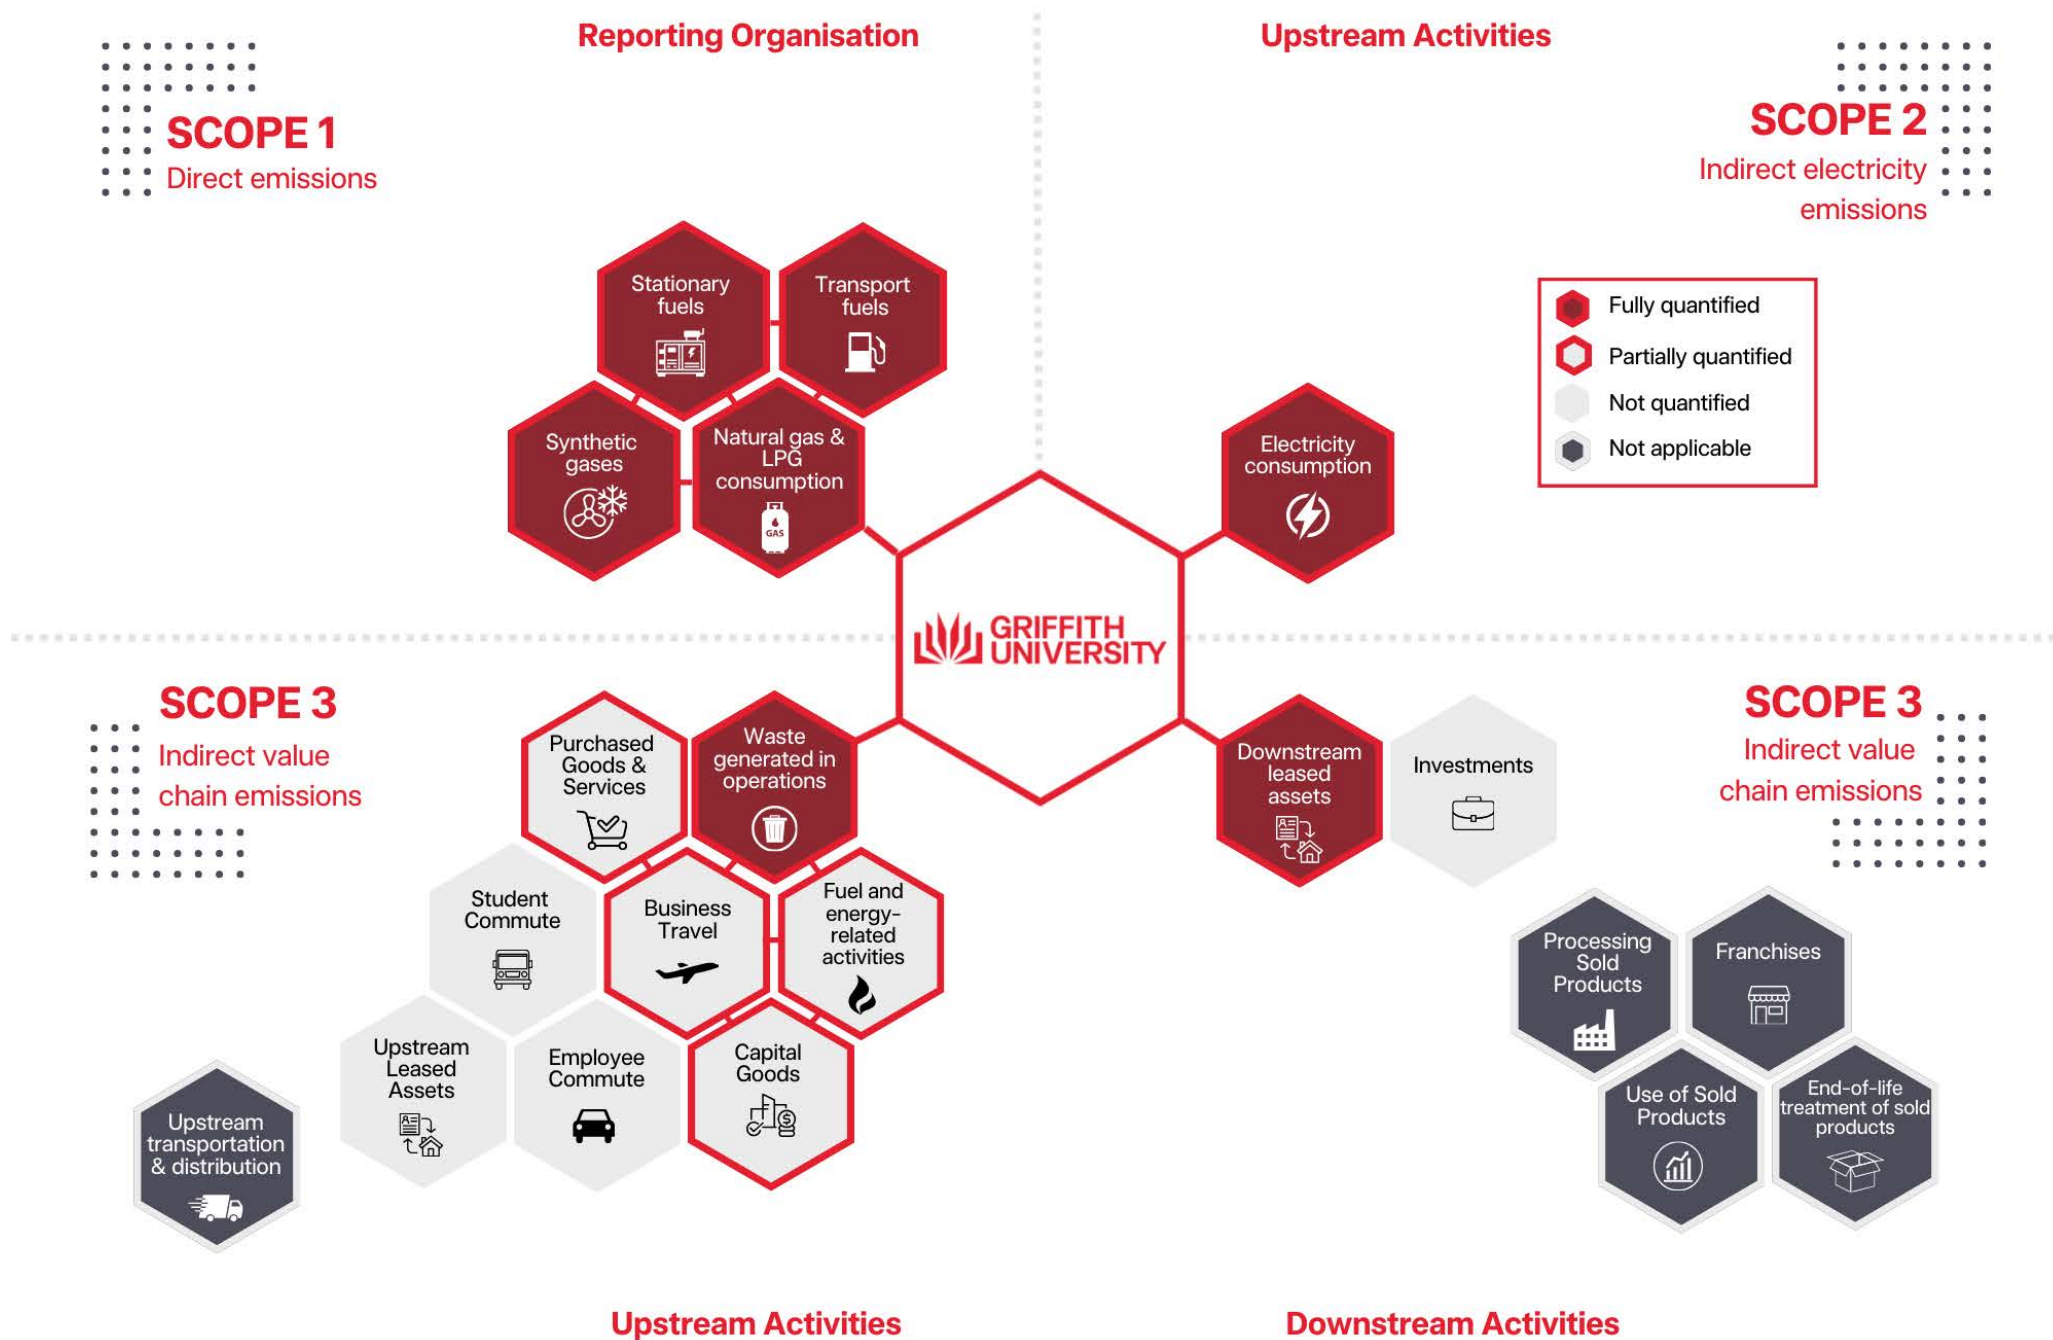 Reporting Organisation
Upstream Activities
SCOPE 1
Direct emissions
SCOPE 2
Indirect electricity
emissions
Stationary
fuels
Transport
fuels
Synthetic
gases
Natural gas &
LPG
consumption
GAS
Electricity
consumption
Fully quantified
Partially quantified
Not quantified
Not applicable
GRIFFITH
UNIVERSITY
SCOPE 3
Indirect value
chain emissions
Purchased
Goods &
Services
Waste
generated in
operations
Student
Commute
Business
Travel
Fuel and
energy-
related
activities
Upstream
Leased
Assets
Employee
Commute
Capital
Goods
Upstream
transportation
& distribution
Downstream
leased
assets
Investments
SCOPE 3
Indirect value
chain emissions
Processing
Sold
Products
Franchises
Use of Sold
Products
End-of-life
treatment of sold
products
Upstream Activities
Downstream Activities